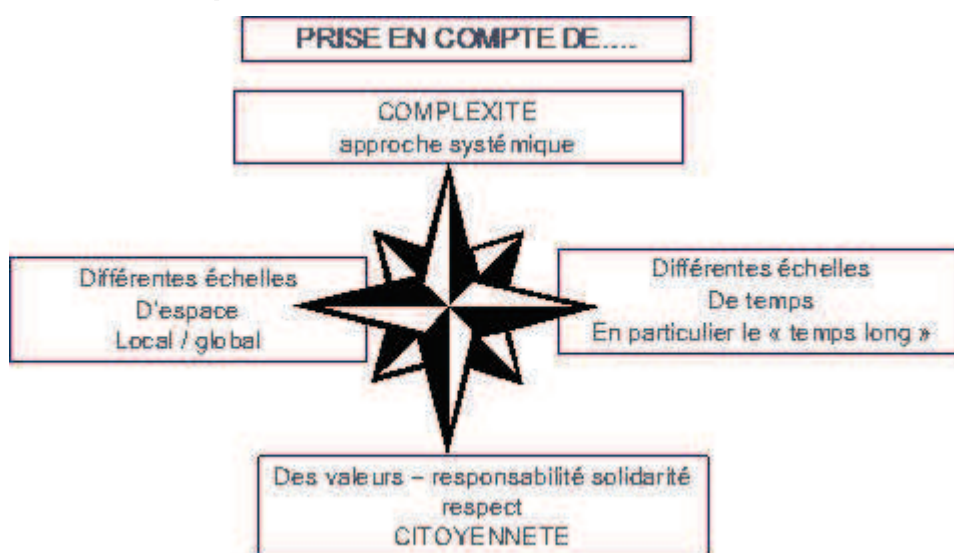 PRISE EN COMPTE DE....
COMPLEXITE
approche systémique
Différentes échelles
D'espace
Local / global
Différentes échelles
De temps
En particulier le « temps long »
Des valeurs – responsabilité solidarité
respect
CITOYENNETE